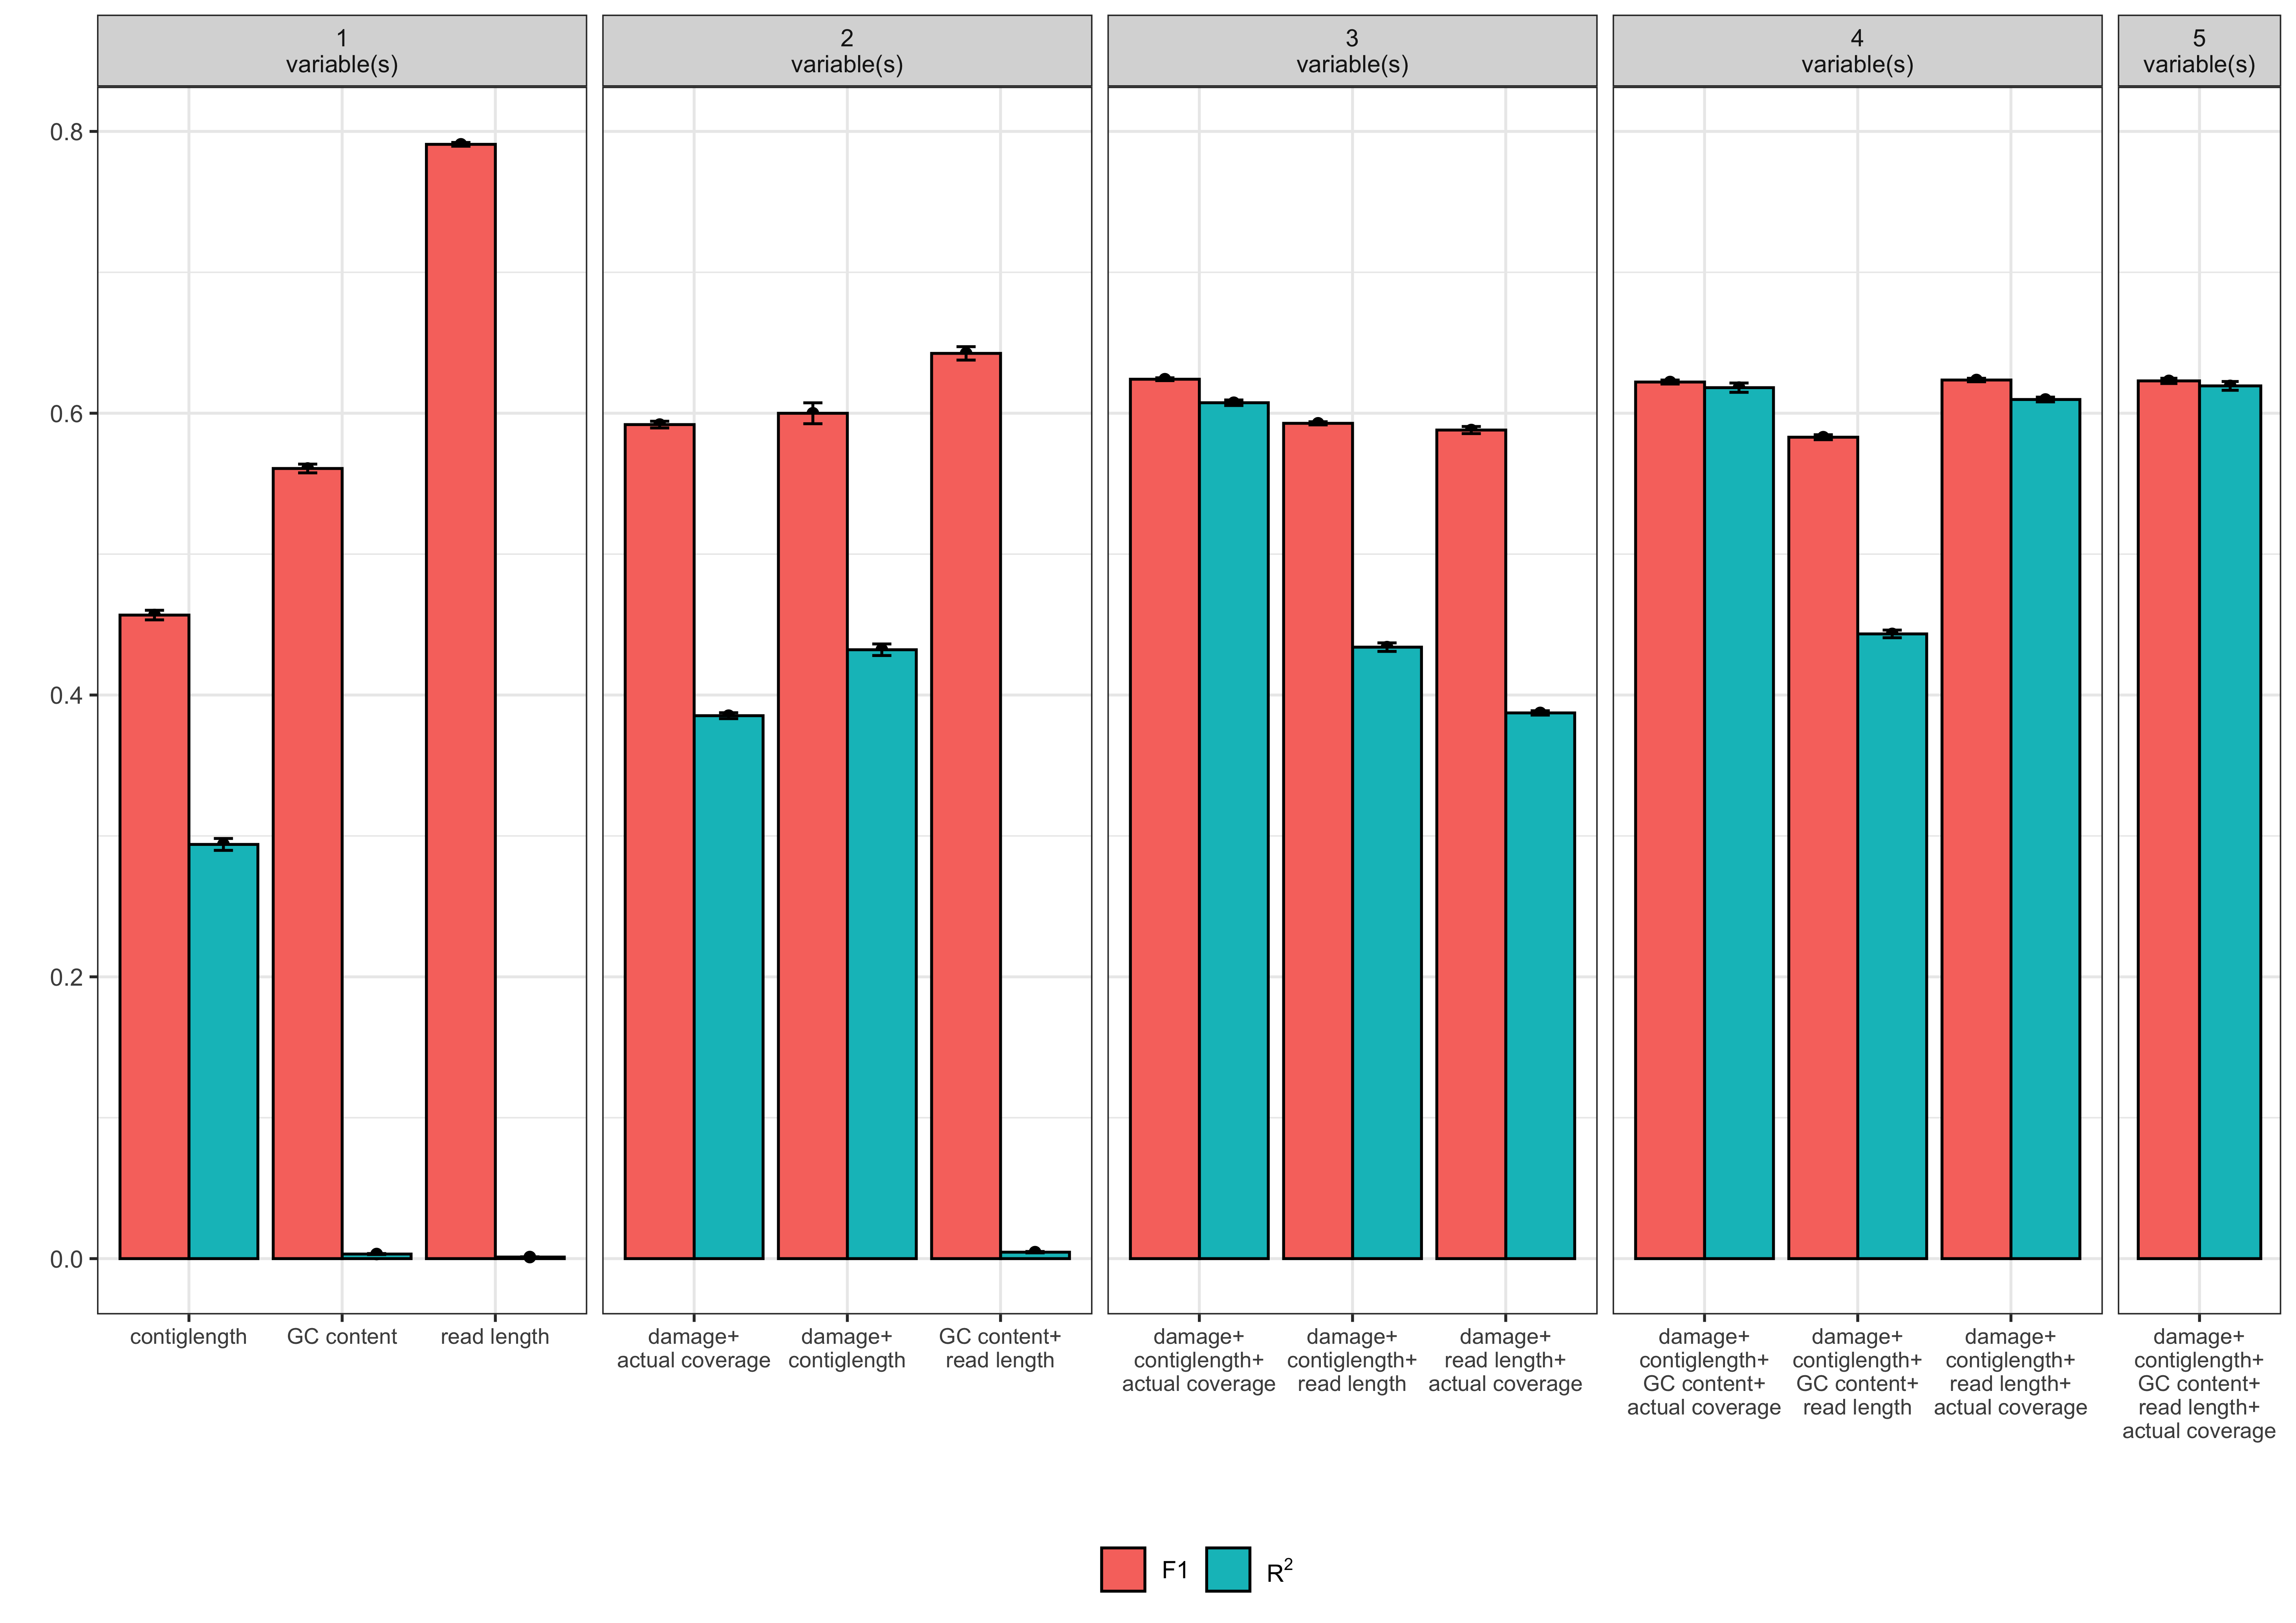 1
variable(s)
2
variable(s)
3
variable(s)
4
variable(s)
5
variable(s)
0.8
0.6
0.4
0.2
0.0
contiglength
GC content
read length
damage+
actual coverage
damage+
contiglength
GC content+
read length
damage+
contiglength+
actual coverage
damage+
contiglength+
read length
damage+
read length+
actual coverage
damage+
contiglength+
GC content+
actual coverage
damage+
contiglength+
GC content+
read length
damage+
contiglength+
read length+
actual coverage
damage+
contiglength+
GC content+
read length+
actual coverage
F1
R²